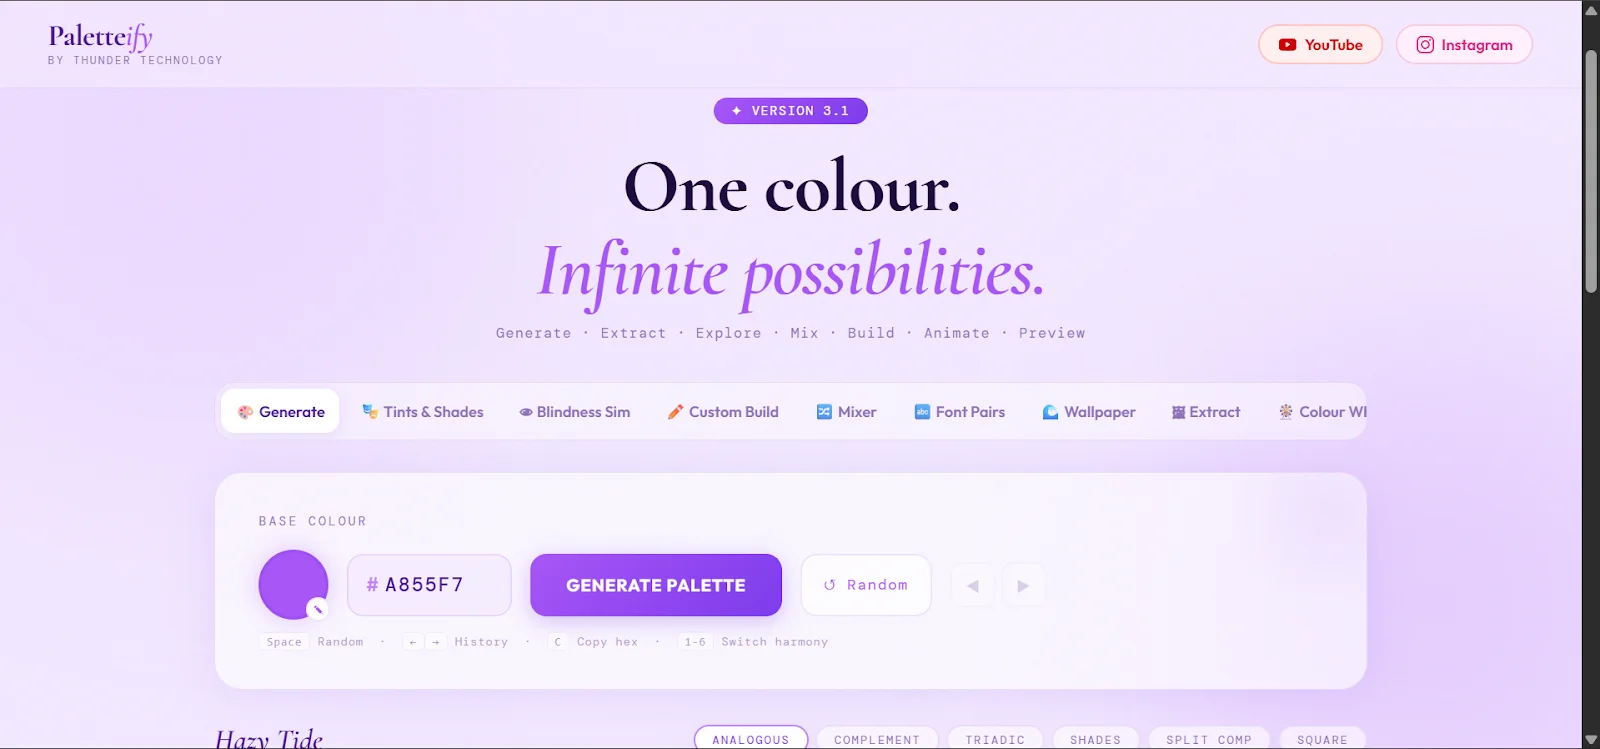 Paletteify
BY THUNDER TECHNOLOGY
YouTube
Instagram
✦ VERSION 3.1
One colour.
Infinite possibilities.
Generate · Extract · Explore · Mix · Build · Animate · Preview
Generate
Tints & Shades
Blindness Sim
Custom Build
Mixer
abc Font Pairs
Wallpaper
Extract
Colour Wl
BASE COLOUR
# A855F7
GENERATE PALETTE
↺ Random
◀ ▶
Space Random · ← → History · C Copy hex · 1-6 Switch harmony
Hazy Tide
ANALOGOUS
COMPLEMENT
TRIADIC
SHADES
SPLIT COMP
SQUARE